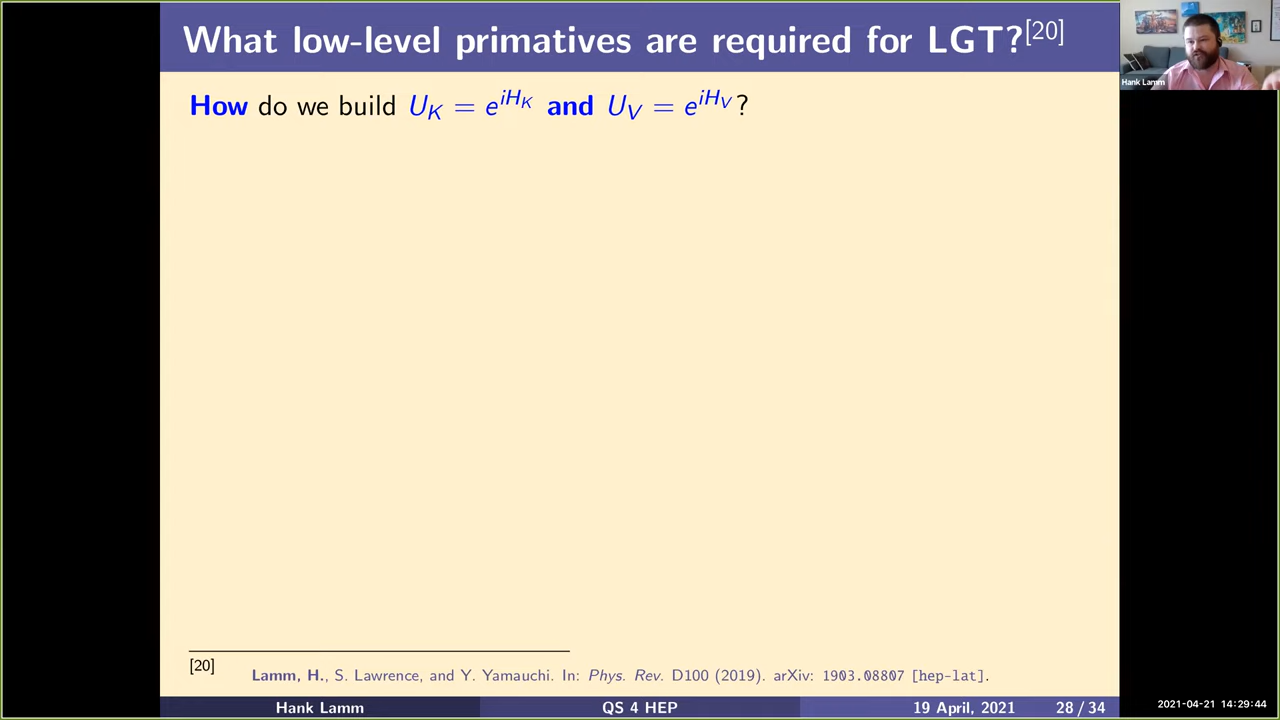 What low-level primatives are required for LGT?[20]
Hank Lamm
How do we build U_K = e^{iH_K} and U_V = e^{iH_V}?
[20]
Lamm, H., S. Lawrence, and Y. Yamauchi. In: Phys. Rev. D100 (2019). arXiv: 1903.08807 [hep-lat].
Hank Lamm QS 4 HEP 19 April, 2021 28 / 34
2021-04-21 14:29:44